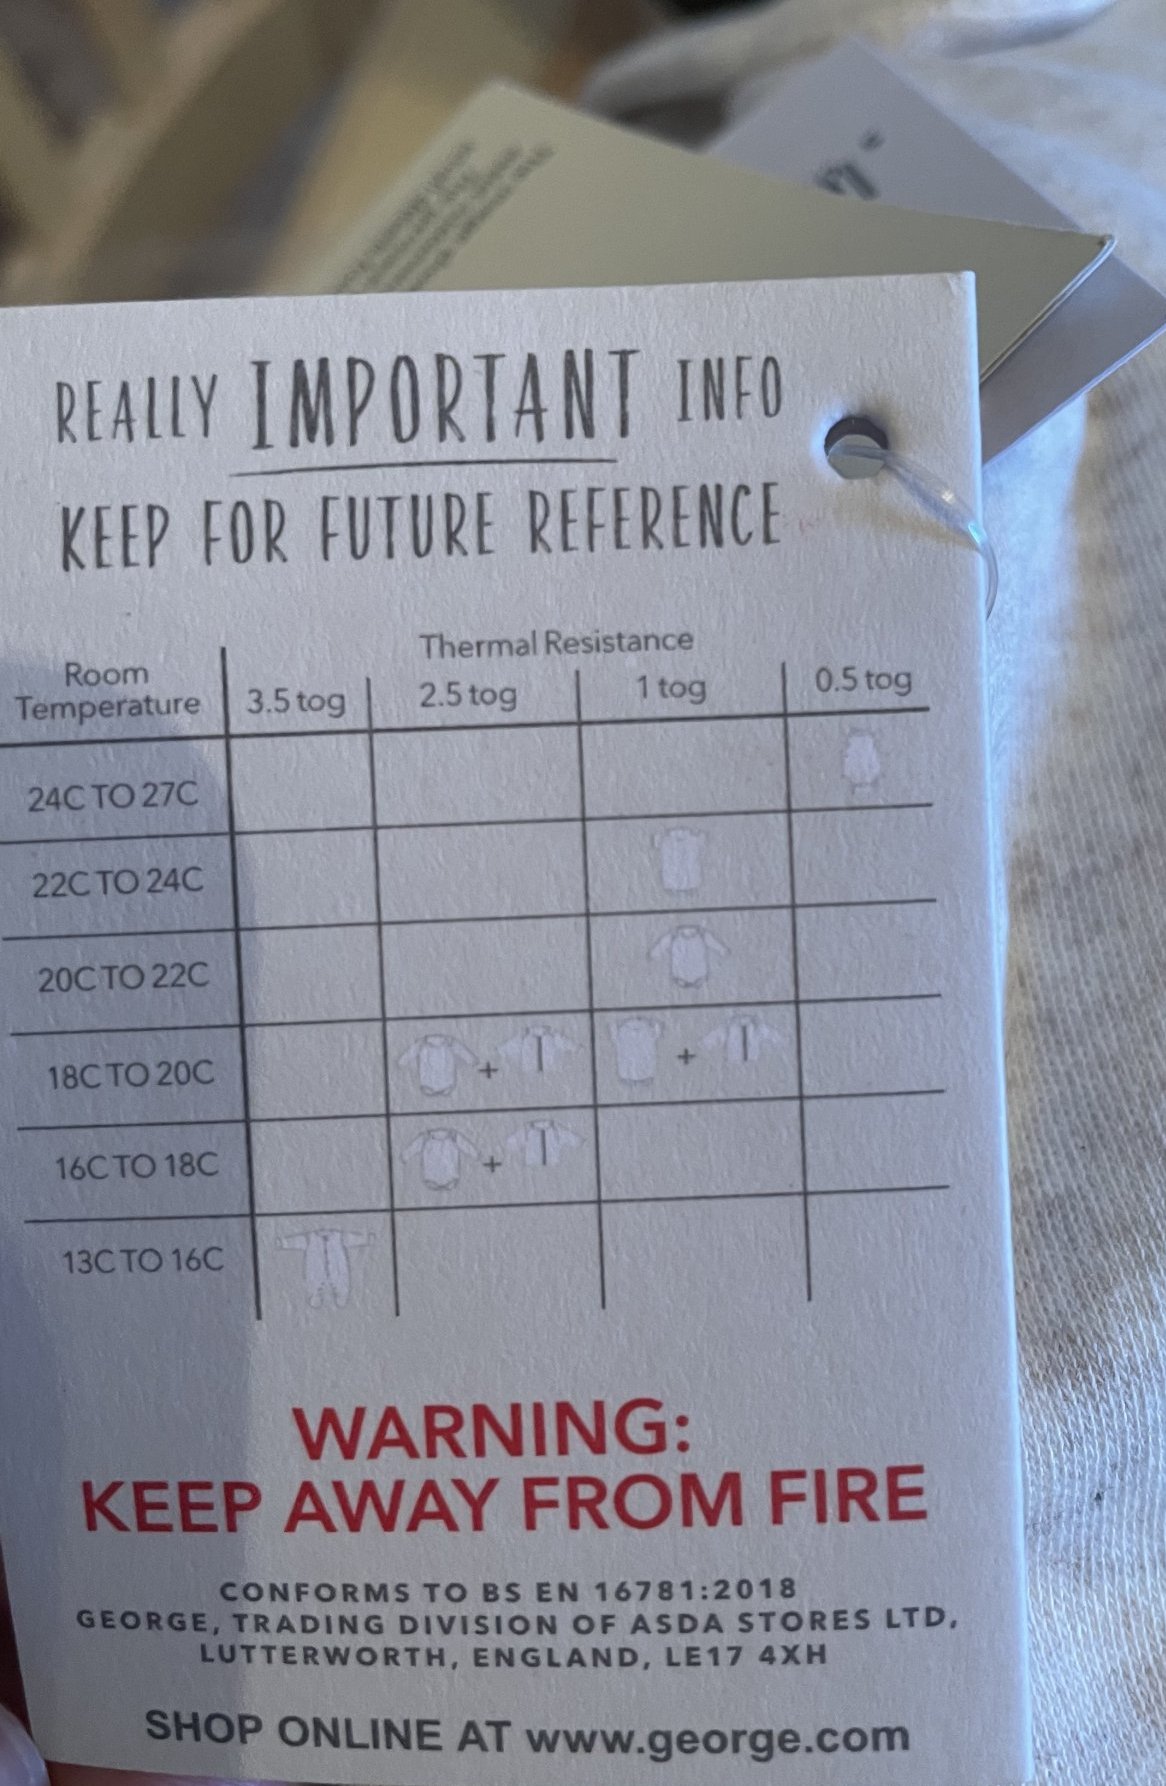 REALLY IMPORTANT INFO
KEEP FOR FUTURE REFERENCE
Thermal Resistance
Room
Temperature
3.5 tog 2.5 tog 1 tog 0.5 tog
24C TO 27C
22C TO 24C
20C TO 22C
18C TO 20C + +
16C TO 18C +
13C TO 16C
WARNING:
KEEP AWAY FROM FIRE
CONFORMS TO BS EN 16781:2018
GEORGE, TRADING DIVISION OF ASDA STORES LTD,
LUTTERWORTH, ENGLAND, LE17 4XH
SHOP ONLINE AT www.george.com